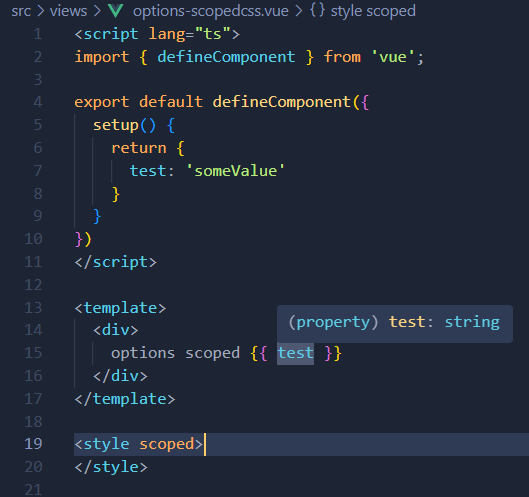 src > views > options-scopedcss.vue > {} style scoped
1 <script lang="ts">
2 import { defineComponent } from 'vue';
3
4 export default defineComponent({
5   setup() {
6     return {
7       test: 'someValue'
8     }
9   }
10 })
11 </script>
12
13 <template>
(property) test: string
14   <div>
15     options scoped {{ test }}
16   </div>
17 </template>
18
19 <style scoped>
20 </style>
21